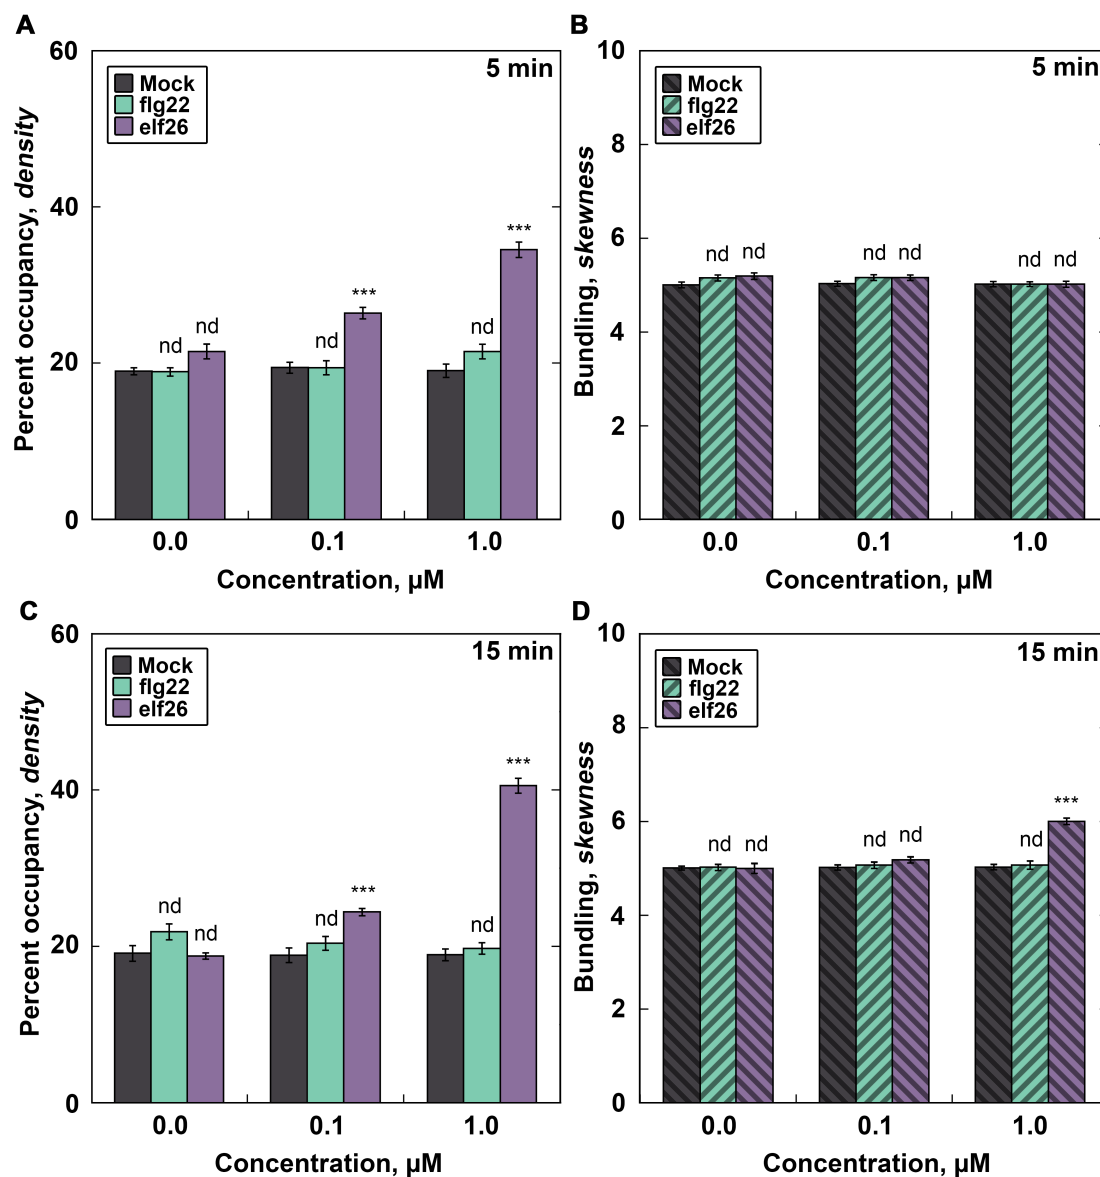 A
60
40
20
0
Percent occupancy, density
5 min
Mock
flg22
elf26
nd
nd
nd
***
nd
***
0.0
0.1
1.0
Concentration, µM
B
10
8
6
4
2
0
Bundling, skewness
5 min
Mock
flg22
elf26
nd nd
nd nd
nd nd
0.0
0.1
1.0
Concentration, µM
C
60
40
20
0
Percent occupancy, density
15 min
Mock
flg22
elf26
nd
nd
nd
***
nd
***
0.0
0.1
1.0
Concentration, µM
D
10
8
6
4
2
0
Bundling, skewness
15 min
Mock
flg22
elf26
nd nd
nd nd
nd
***
0.0
0.1
1.0
Concentration, µM